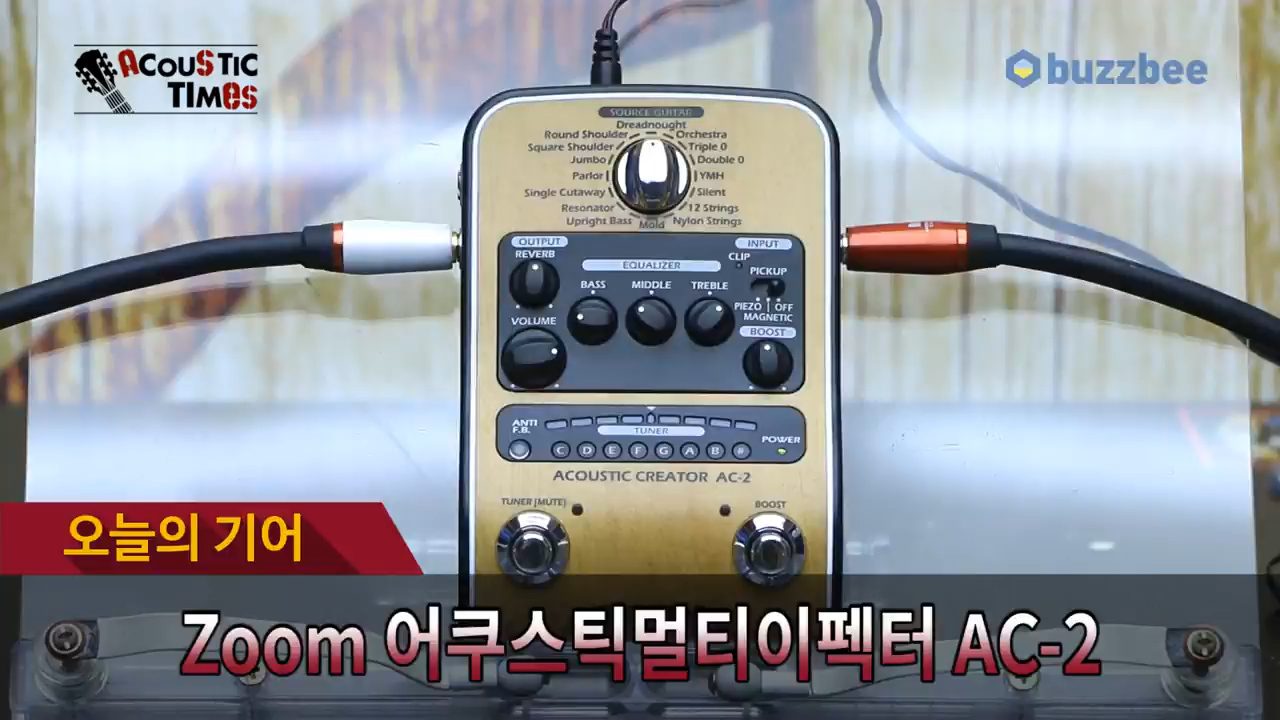 ACOUSTIC
TIMES
buzzbee
SOURCE GUITAR
Dreadnought
Round Shoulder
Orchestra
Square Shoulder
Triple 0
Jumbo
Double 0
Parlor
YMH
Single Cutaway
Silent
Resonator
12 Strings
Upright Bass
Mold
Nylon Strings
OUTPUT
INPUT
REVERB
CLIP
EQUALIZER
PICKUP
BASS
MIDDLE
TREBLE
PIEZO
OFF
MAGNETIC
VOLUME
BOOST
ANTI
F.B.
TUNER
POWER
C D E F G A B #
ACOUSTIC CREATOR AC-2
TUNER [MUTE]
BOOST
오늘의 기어
Zoom 어쿠스틱멀티이펙터 AC-2